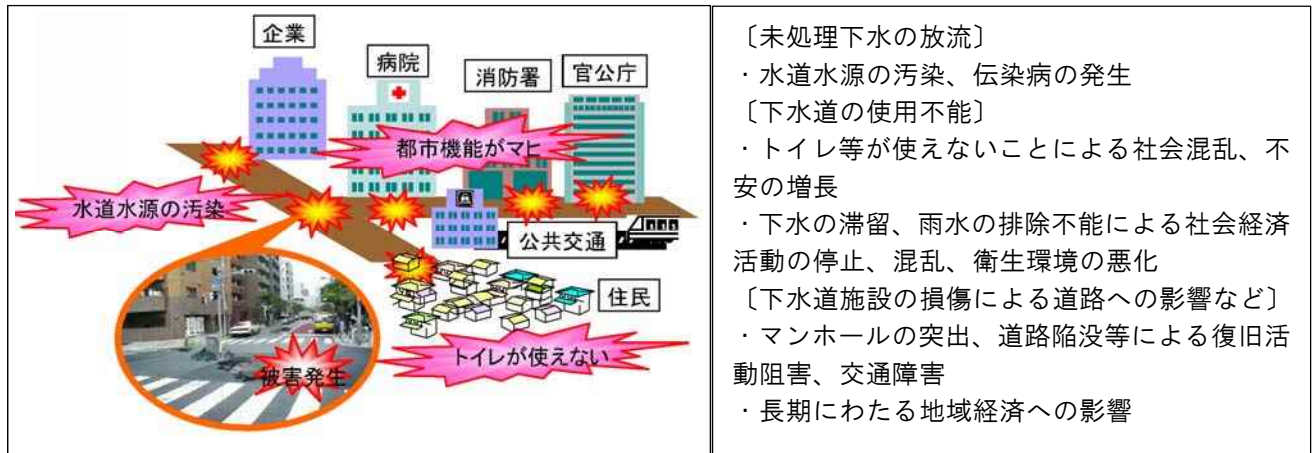 企業
病院
消防署
官公庁
都市機能がマヒ
水道水源の汚染
公共交通
住民
トイレが使えない
被害発生
〔未処理下水の放流〕
・水道水源の汚染、伝染病の発生
〔下水道の使用不能〕
・トイレ等が使えないことによる社会混乱、不
安の増長
・下水の滞留、雨水の排除不能による社会経済
活動の停止、混乱、衛生環境の悪化
〔下水道施設の損傷による道路への影響など〕
・マンホールの突出、道路陥没等による復旧活
動阻害、交通障害
・長期にわたる地域経済への影響